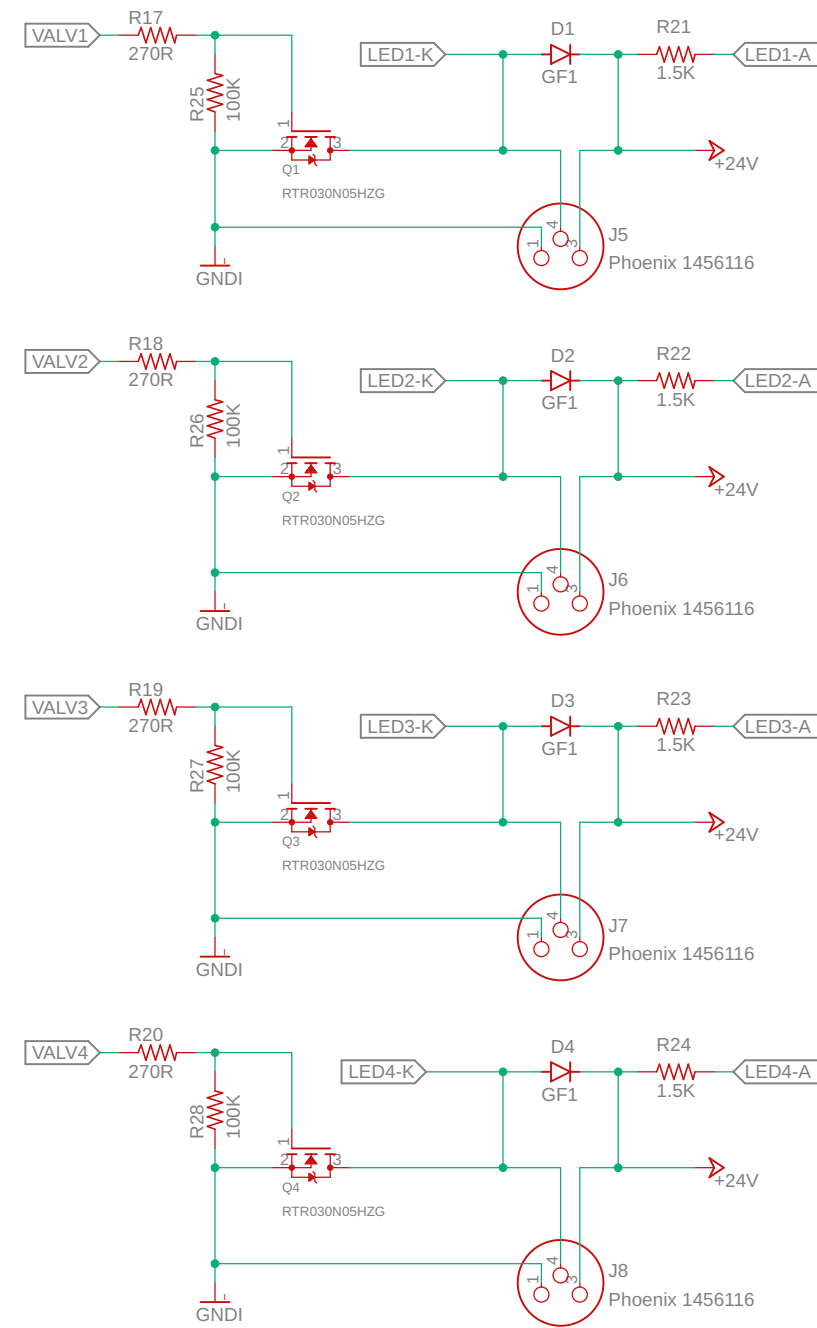 R17
D1
R21
VALV1
270R
LED1-K
GF1
1.5K
LED1-A
R25
100K
1
2
3
Q1
RTR030N05HZG
+24V
4
1
3
J5
Phoenix 1456116
GNDI
R18
D2
R22
VALV2
270R
LED2-K
GF1
1.5K
LED2-A
R26
100K
1
2
3
Q2
RTR030N05HZG
+24V
4
1
3
J6
Phoenix 1456116
GNDI
R19
D3
R23
VALV3
270R
LED3-K
GF1
1.5K
LED3-A
R27
100K
1
2
3
Q3
RTR030N05HZG
+24V
4
1
3
J7
Phoenix 1456116
GNDI
R20
D4
R24
VALV4
270R
LED4-K
GF1
1.5K
LED4-A
R28
100K
1
2
3
Q4
RTR030N05HZG
+24V
4
1
3
J8
Phoenix 1456116
GNDI